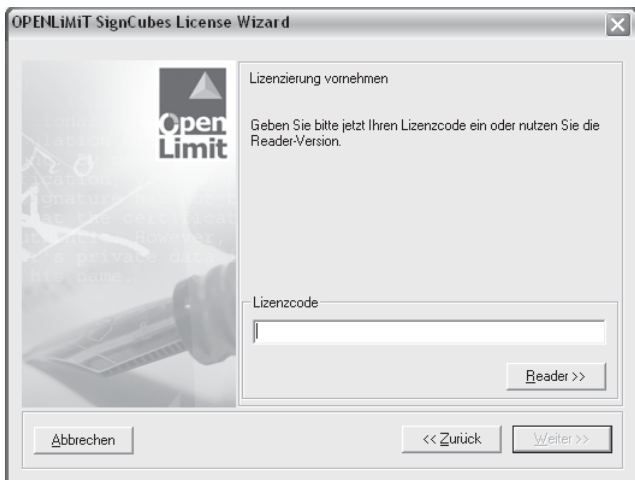 OPENLiMiT SignCubes License Wizard
Open
Limit
Lizenzierung vornehmen
Geben Sie bitte jetzt Ihren Lizenzcode ein oder nutzen Sie die
Reader-Version.
Lizenzcode
Reader >>
Abbrechen
<< Zurück
Weiter >>